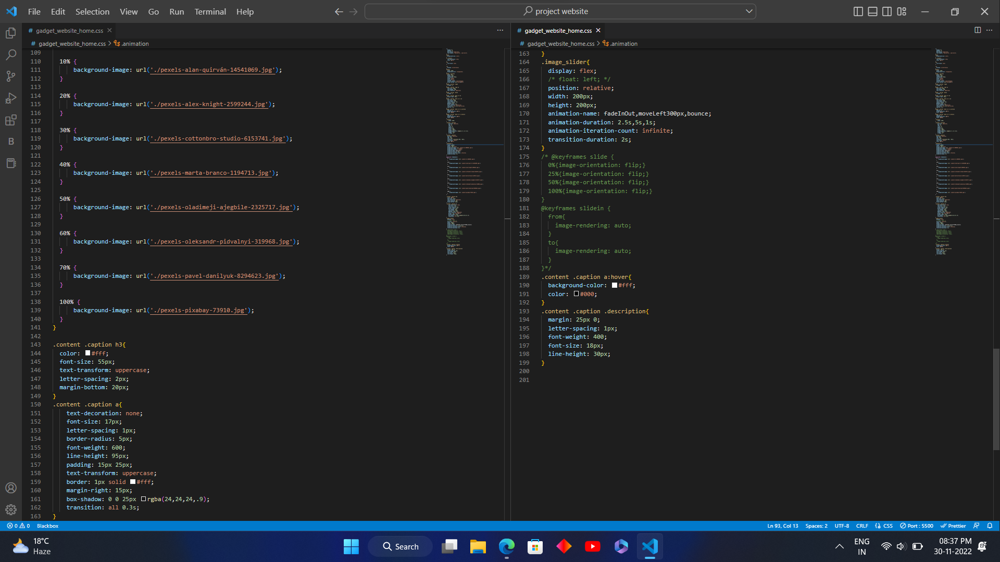 File Edit Selection View Go Run Terminal Help
project website
# gadget_website_home.css
# gadget_website_home.css > .animation
109
110 10% {
111 background-image: url('./pexels-alan-quirván-14541069.jpg');
112 }
113
114 20% {
115 background-image: url('./pexels-alex-knight-2599244.jpg');
116 }
117
118 30% {
119 background-image: url('./pexels-cottonbro-studio-6153741.jpg');
120 }
121
122 40% {
123 background-image: url('./pexels-marta-branco-1194713.jpg');
124 }
125
126 50% {
127 background-image: url('./pexels-oladimeji-ajegbile-2325717.jpg');
128 }
129
130 60% {
131 background-image: url('./pexels-oleksandr-pidvalnyi-319968.jpg');
132 }
133
134 70% {
135 background-image: url('./pexels-pavel-danilyuk-8294623.jpg');
136 }
137
138 100% {
139 background-image: url('./pexels-pixabay-73910.jpg');
140 }
141 }
142
143 .content .caption h3{
144 color: #fff;
145 font-size: 55px;
146 text-transform: uppercase;
147 letter-spacing: 2px;
148 margin-bottom: 20px;
149 }
150 .content .caption a{
151 text-decoration: none;
152 font-size: 17px;
153 letter-spacing: 1px;
154 border-radius: 5px;
155 font-weight: 600;
156 line-height: 95px;
157 padding: 15px 25px;
158 text-transform: uppercase;
159 border: 1px solid #fff;
160 margin-right: 15px;
161 box-shadow: 0 0 25px rgba(24,24,24,.9);
162 transition: all 0.3s;
163 }
# gadget_website_home.css
# gadget_website_home.css > .animation
163 }
164 .image_slider{
165 display: flex;
166 /* float: left; */
167 position: relative;
168 width: 200px;
169 height: 200px;
170 animation-name: fadeInOut,moveLeft300px,bounce;
171 animation-duration: 2.5s,5s,1s;
172 animation-iteration-count: infinite;
173 transition-duration: 2s;
174 }
175 /* @keyframes slide {
176 0%{image-orientation: flip;}
177 25%{image-orientation: flip;}
178 50%{image-orientation: flip;}
179 100%{image-orientation: flip;}
180 }
181 @keyframes slidein {
182 from{
183 image-rendering: auto;
184 }
185 to{
186 image-rendering: auto;
187 }
188 }*/
189 .content .caption a:hover{
190 background-color: #fff;
191 color: #000;
192 }
193 .content .caption .description{
194 margin: 25px 0;
195 letter-spacing: 1px;
196 font-weight: 400;
197 font-size: 18px;
198 line-height: 30px;
199 }
200
201
0 0 Blackbox
Ln 93, Col 13 Spaces: 2 UTF-8 CRLF {} CSS Port : 5500 Prettier
18°C
Haze
Search
ENG
IN
08:37 PM
30-11-2022